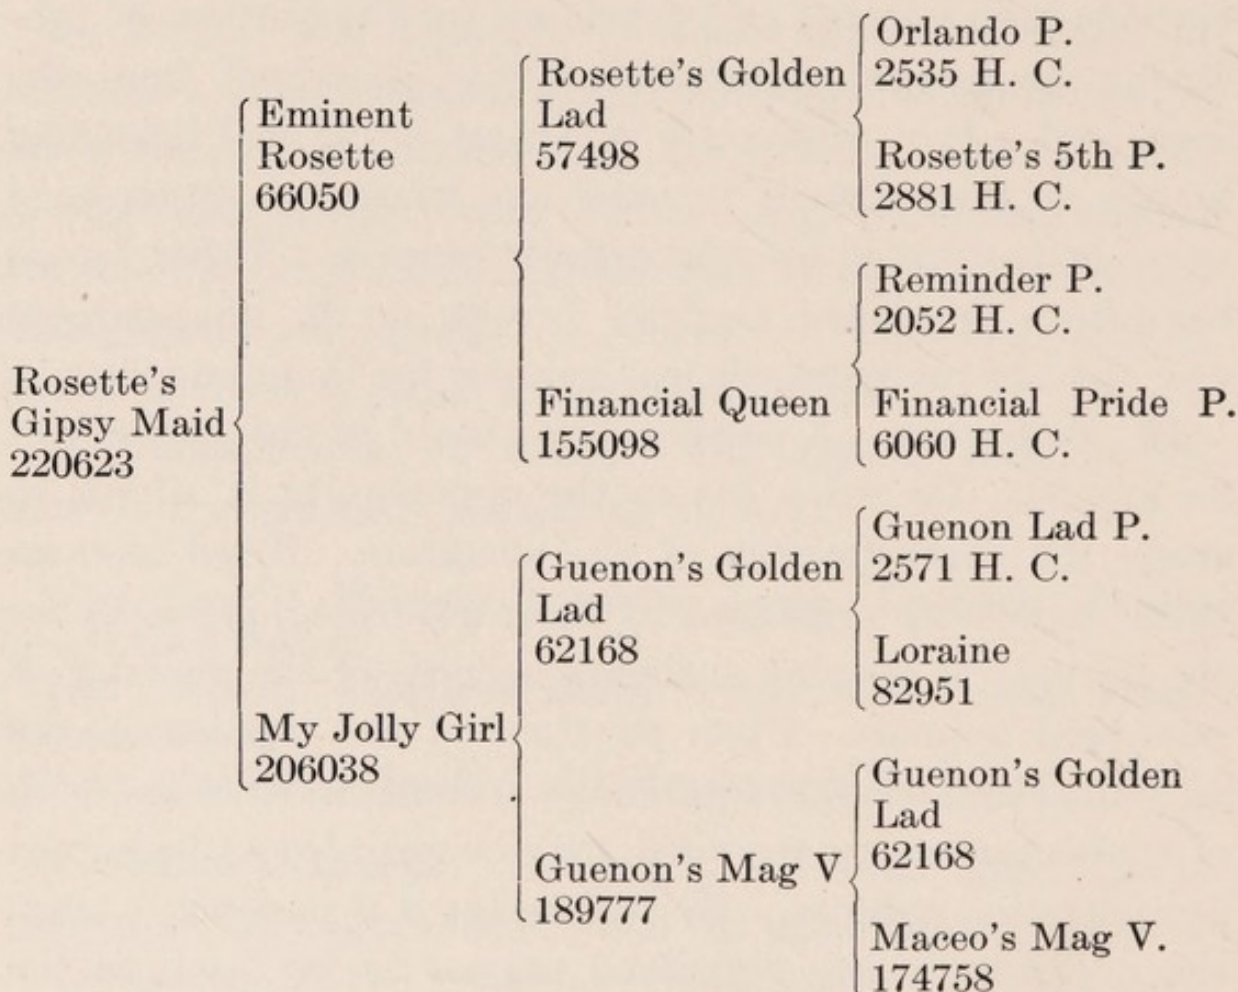 Rosette's
Gipsy Maid
220623
Eminent
Rosette
66050
My Jolly Girl
206038
Rosette's Golden
Lad
57498
Financial Queen
155098
Guenon's Golden
Lad
62168
Guenon's Mag V
189777
Orlando P.
2535 H. C.
Rosette's 5th P.
2881 H. C.
Reminder P.
2052 H. C.
Financial Pride P.
6060 H. C.
Guenon Lad P.
2571 H. C.
Loraine
82951
Guenon's Golden
Lad
62168
Maceo's Mag V.
174758